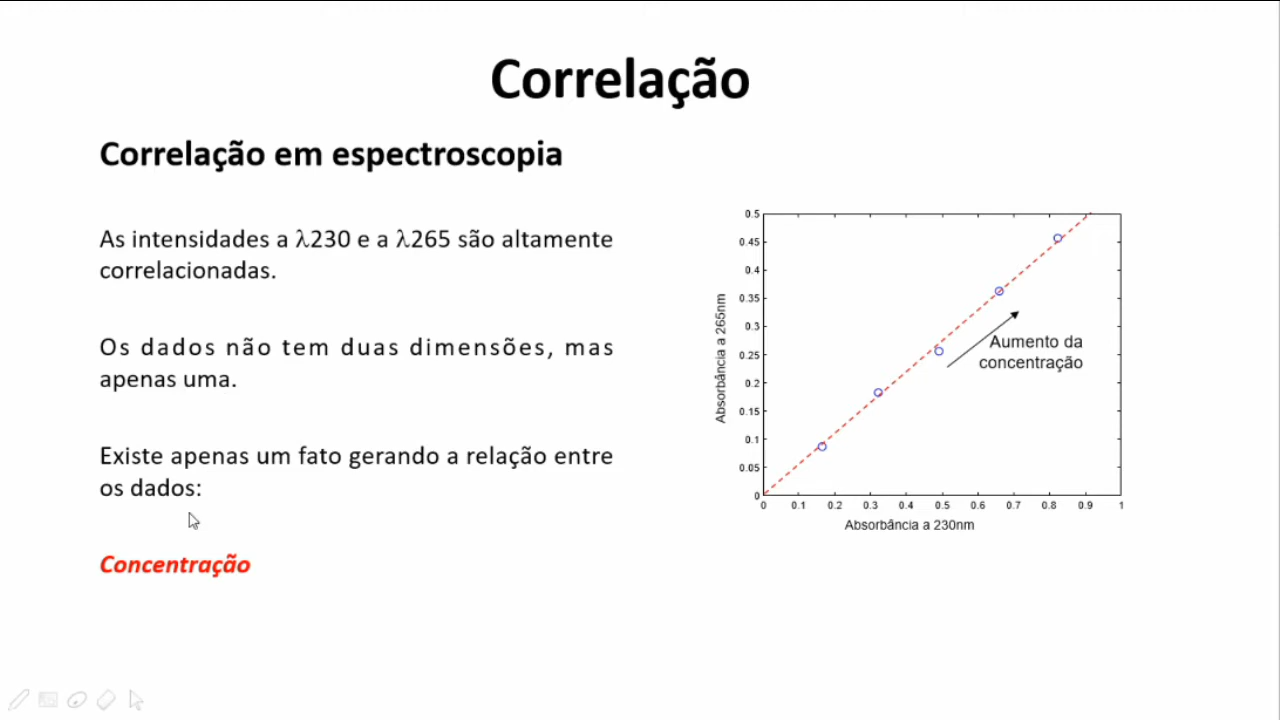 Correlação
Correlação em espectroscopia
As intensidades a λ230 e a λ265 são altamente
correlacionadas.
Os dados não tem duas dimensões, mas
apenas uma.
Existe apenas um fato gerando a relação entre
os dados:
Concentração
0.5
0.45
0.4
0.35
0.3
0.25
0.2
0.15
0.1
0.05
0
Absorbância a 265nm
Aumento da
concentração
0 0.1 0.2 0.3 0.4 0.5 0.6 0.7 0.8 0.9 1
Absorbância a 230nm